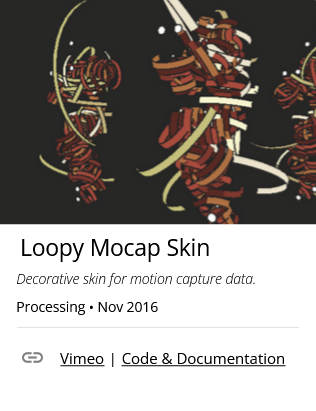 Loopy Mocap Skin
Decorative skin for motion capture data.
Processing • Nov 2016
Vimeo | Code & Documentation